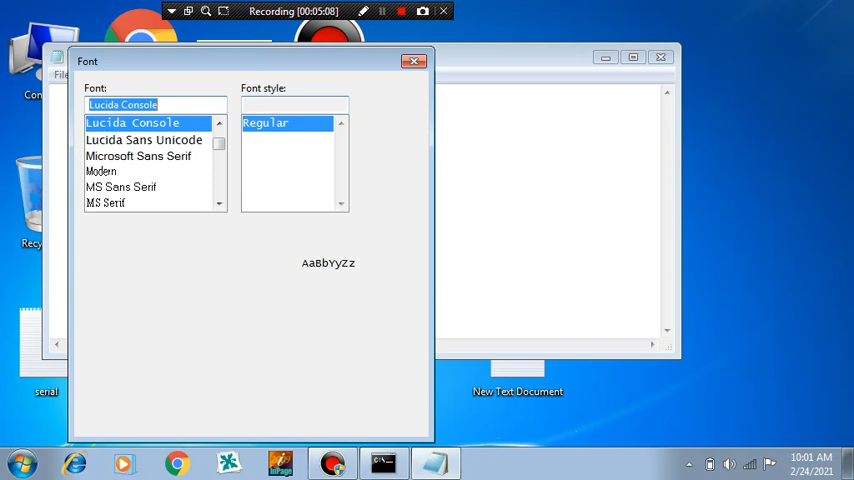 Recording [00:05:08]
Con
File
Font
Font:
Font style:
Lucida Console
Lucida Console
Lucida Sans Unicode
Microsoft Sans Serif
Modern
MS Sans Serif
MS Serif
Regular
AaBbYyZz
Recy
serial
New Text Document
C:\_
InPage
10:01 AM
2/24/2021